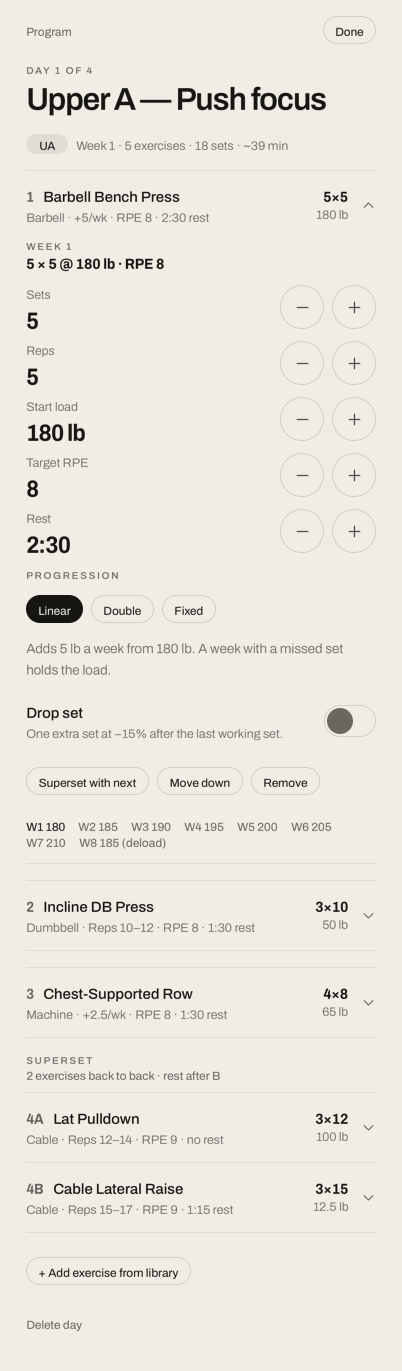 Program
Done
DAY 1 OF 4
Upper A — Push focus
UA
Week 1 · 5 exercises · 18 sets · ~39 min
1 Barbell Bench Press
5×5
Barbell · +5/wk · RPE 8 · 2:30 rest
180 lb
WEEK 1
5 × 5 @ 180 lb · RPE 8
Sets
5
Reps
5
Start load
180 lb
Target RPE
8
Rest
2:30
PROGRESSION
Linear
Double
Fixed
Adds 5 lb a week from 180 lb. A week with a missed set
holds the load.
Drop set
One extra set at −15% after the last working set.
Superset with next
Move down
Remove
W1 180 W2 185 W3 190 W4 195 W5 200 W6 205
W7 210 W8 185 (deload)
2 Incline DB Press
3×10
Dumbbell · Reps 10–12 · RPE 8 · 1:30 rest
50 lb
3 Chest-Supported Row
4×8
Machine · +2.5/wk · RPE 8 · 1:30 rest
65 lb
SUPERSET
2 exercises back to back · rest after B
4A Lat Pulldown
3×12
Cable · Reps 12–14 · RPE 9 · no rest
100 lb
4B Cable Lateral Raise
3×15
Cable · Reps 15–17 · RPE 9 · 1:15 rest
12.5 lb
+ Add exercise from library
Delete day